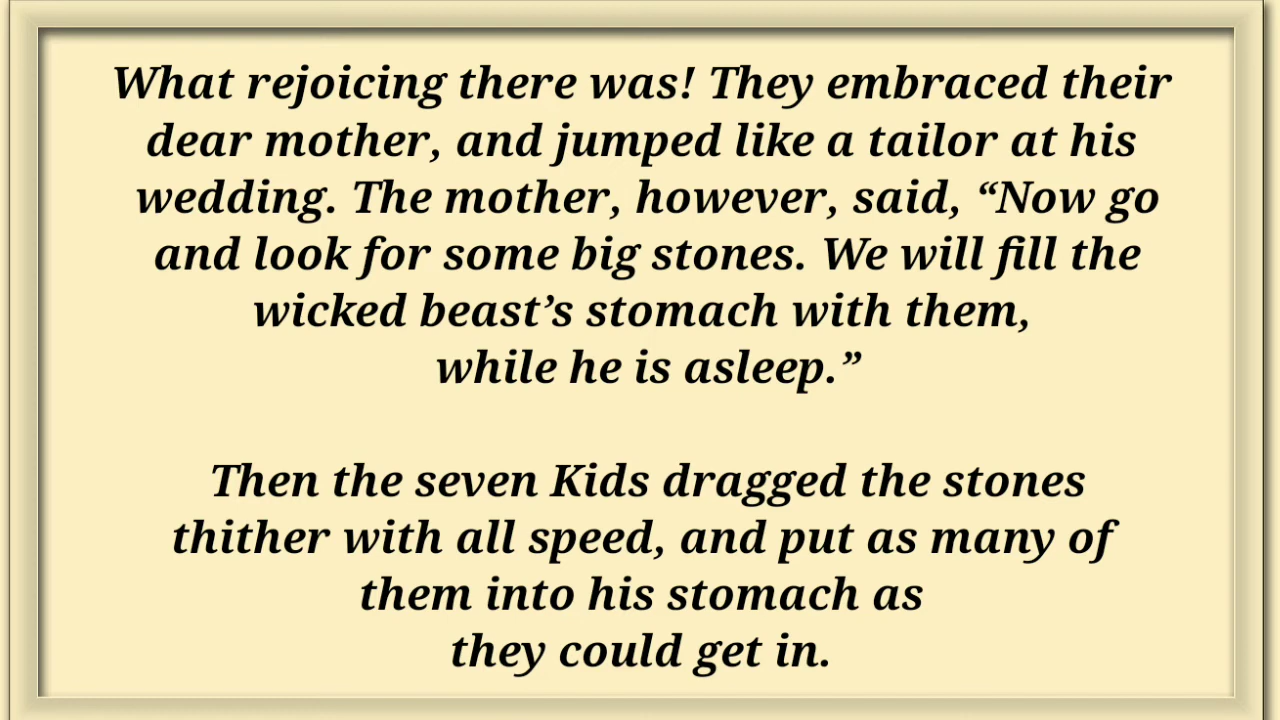 What rejoicing there was! They embraced their
dear mother, and jumped like a tailor at his
wedding. The mother, however, said, “Now go
and look for some big stones. We will fill the
wicked beast’s stomach with them,
while he is asleep.”
Then the seven Kids dragged the stones
thither with all speed, and put as many of
them into his stomach as
they could get in.